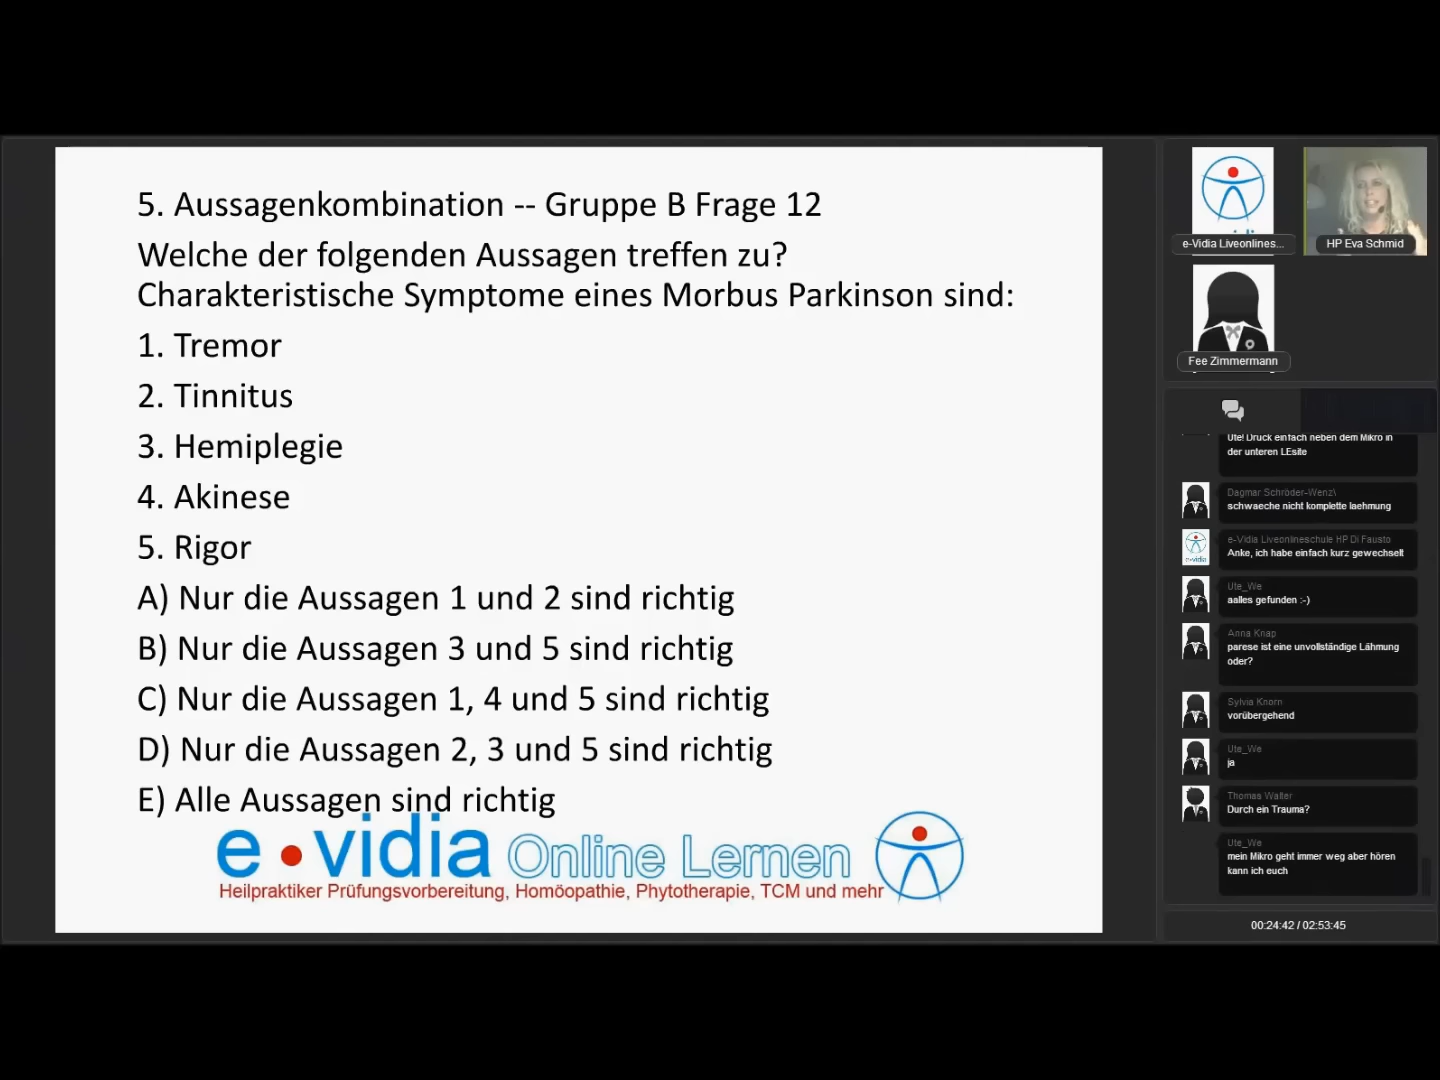 5. Aussagenkombination -- Gruppe B Frage 12
Welche der folgenden Aussagen treffen zu?
Charakteristische Symptome eines Morbus Parkinson sind:
1. Tremor
2. Tinnitus
3. Hemiplegie
4. Akinese
5. Rigor
A) Nur die Aussagen 1 und 2 sind richtig
B) Nur die Aussagen 3 und 5 sind richtig
C) Nur die Aussagen 1, 4 und 5 sind richtig
D) Nur die Aussagen 2, 3 und 5 sind richtig
E) Alle Aussagen sind richtig
e•vidia Online Lernen
Heilpraktiker Prüfungsvorbereitung, Homöopathie, Phytotherapie, TCM und mehr
e-Vidia Liveonlines...
HP Eva Schmid
Fee Zimmermann
Ute! Druck einfach neben dem Mikro in
der unteren LEsite
Dagmar Schröder-Wenz\
schwaeche nicht komplette laehmung
e-Vidia Liveonlineschule HP Di Fausto
Anke, ich habe einfach kurz gewechselt
Ute_We
aalles gefunden :-)
Anna Knap
parese ist eine unvollständige Lähmung
oder?
Sylvia Knorn
vorübergehend
Ute_We
ja
Thomas Walter
Durch ein Trauma?
Ute_We
mein Mikro geht immer weg aber hören
kann ich euch
00:24:42 / 02:53:45